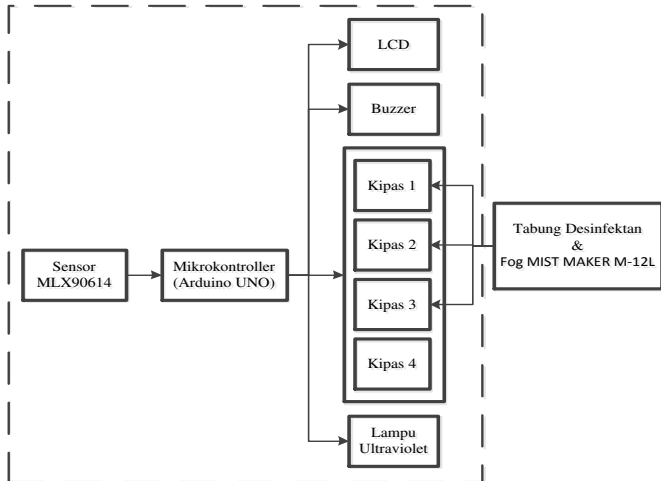 LCD
Buzzer
Kipas 1
Kipas 2
Kipas 3
Kipas 4
Sensor
MLX90614
Mikrokontroller
(Arduino UNO)
Tabung Desinfektan
&
Fog MIST MAKER M-12L
Lampu
Ultraviolet